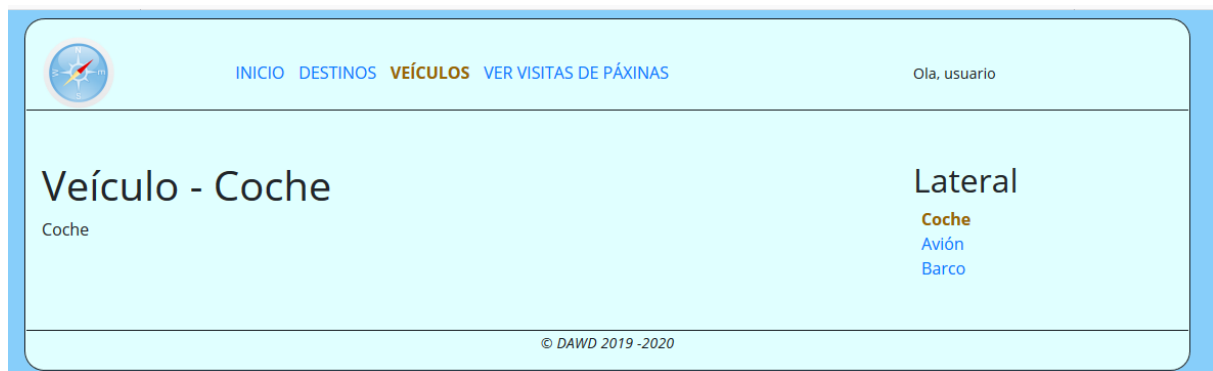 INICIO DESTINOS VEÍCULOS VER VISITAS DE PÁXINAS
Ola, usuario
Veículo - Coche
Coche
Lateral
Coche
Avión
Barco
© DAWD 2019 -2020